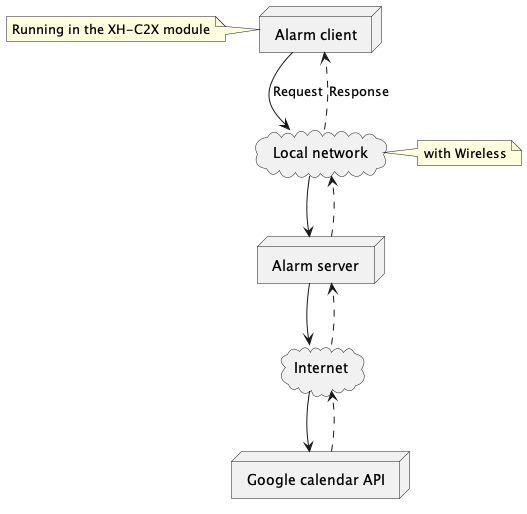 Running in the XH-C2X module
Alarm client
Request
Response
Local network
with Wireless
Alarm server
Internet
Google calendar API